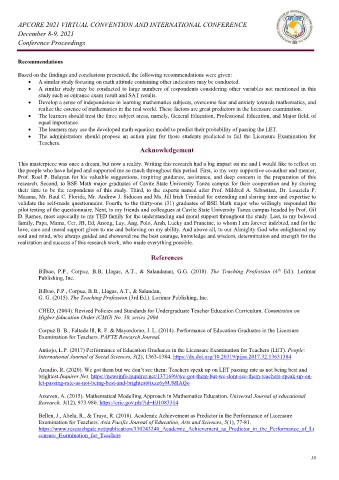 APCORE 2021 VIRTUAL CONVENTION AND INTERNATIONAL CONFERENCE
December 8-9, 2021
Conference Proceedings
Recommendations
Based on the findings and conclusions presented, the following recommendations were given:
• A similar study focusing on math attitude containing other indicators may be conducted.
• A similar study may be conducted to large numbers of respondents considering other variables not mentioned in this
study such as entrance exam result and SAT results.
• Develop a sense of independence in learning mathematics subjects, overcome fear and anxiety towards mathematics, and
realize the essence of mathematics in the real world. These factors are great predictors in the licensure examination.
• The learners should treat the three subject areas, namely, General Education, Professional Education, and Major field, of
equal importance.
• The learners may use the developed math equation model to predict their probability of passing the LET.
• The administrators should propose an action plan for those students predicted to fail the Licensure Examination for
Teachers.
Acknowledgement
This masterpiece was once a dream, but now a reality. Writing this research had a big impact on me and I would like to reflect on
the people who have helped and supported me so much throughout this period. First, to my very supportive co-author and mentor,
Prof. Roel P. Balayan for his valuable suggestions, inspiring guidance, assistance, and deep concern in the preparation of this
research. Second, to BSE Math major graduates of Cavite State University Tanza campus for their cooperation and by sharing
their time to be the respondents of this study. Third, to the experts named after Prof. Mildred A. Sebastian, Dr.
Mr. Raul C. Florida, Mr. Andrew J. Siducon and Ms. Jill Irush Trinidad for extending and sharing time and expertise to
validate the self-made questionnaire. Fourth, to the thirty-one (31) graduates of BSE Math major who willingly responded the
pilot testing of the questionnaire. Next, to my friends and colleagues at Cavite State University Tanza campus headed by Prof. Gil
D. Ramos, most especially to my TED family for the understanding and moral support throughout the study. Last, to my beloved
family, Papa, Mama, Cer, JB, Ed, Anong, Lay, Ang, Polo, Amh, Lucky and Francine, to whom I am forever indebted, and for the
love, care and moral support given to me and believing on my ability. And above all, to our Almighty God who enlightened my
soul and mind, who always guided and showered me the best courage, knowledge and wisdom, determination and strength for the
realization and success of this research work, who made everything possible.
References
Bilbao, P.P., Corpuz, B.B, Llagas, A.T., & Salandanan, G.G. (2018). The Teaching Profession (4th Ed.). Lorimar
Publishing, Inc.
Bilbao, P.P., Corpuz, B.B., Llagas, A.T., & Salandan,
G. G. (2015). The Teaching Profession (3rd Ed.). Lorimar Publishing, Inc.
CHED, (2004); Revised Policies and Standards for Undergraduate Teacher Education Curriculum. Commission on
Higher Education Order (CMO) No. 30, series 2004
Corpuz B. B., Faltado III, R. E. & Mayordomo, J. L. (2014). Performance of Education Graduates in the Licensure
Examination for Teachers. PAFTE Research Journal.
Amiojo, L.P. (2017) Performance of Education Graduates in the Licensure Examination for Teachers (LET). People:
International Journal of Social Sciences, 3(2), 1363-1384. https://dx.doi.org/10.20319/pijss.2017.32.13631384
Arcadio, R. (2020). We got them but we don't see them: Teachers speak up on LET passing rate as not being best and
brightest.Inquirer.Net. https://newsinfo.inquirer.net/1371699/we-got-them-but-we-dont-see-them-teachers-speak-up-on-
let-passing-rate-as-not-being-best-and-brightest#ixzz6yfrUMIAQo
Asueven, A. (2015). Mathematical Modelling Approach in Mathematics Education. Universal Journal of educational
Research, 3(12), 973-980. https://eric.gov.ph/?id=EJ1087314
Bellen, J., Abela, R., & Truya, R. (2018). Academic Achievement as Predictor in the Performance of Licensure
Examination for Teachers. Asia Pacific Journal of Education, Arts and Sciences, 5(1), 77-81.
https://www.researchgate.net/publication/330243346_Academic_Achievement_as_Predictor_in_the_Performance_of_Li
censure_Examination_for_Teachers